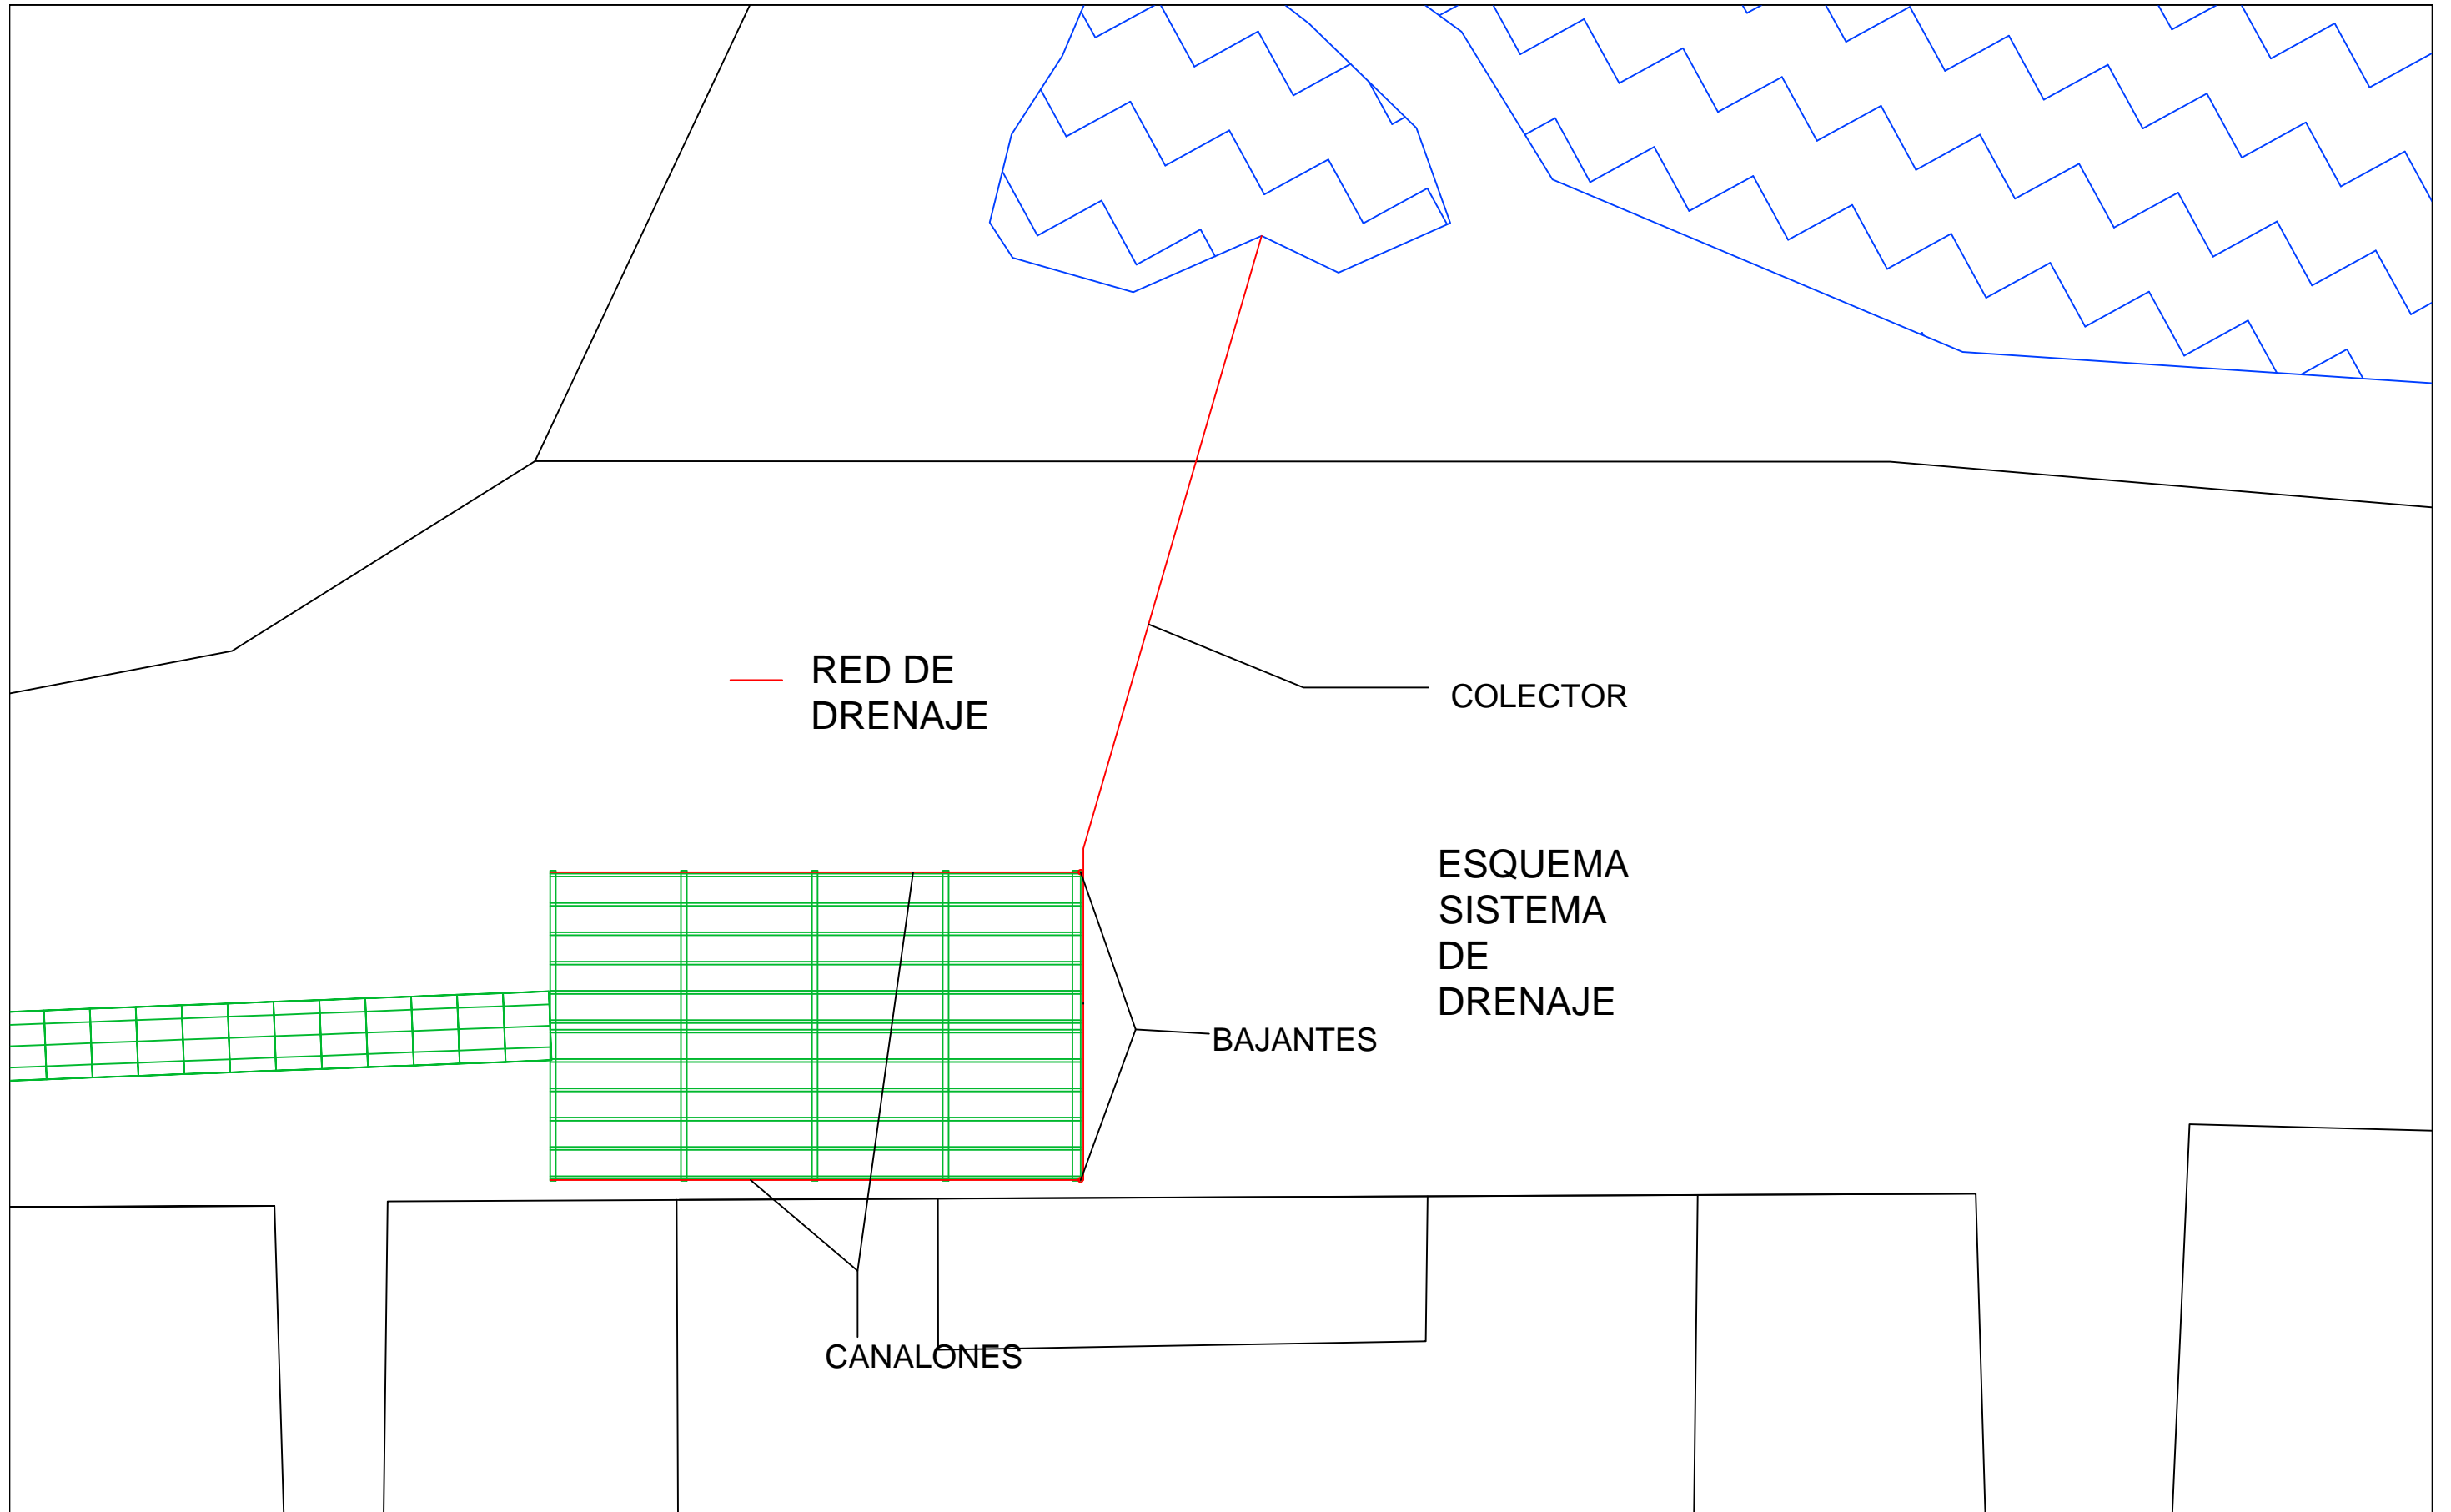 RED DE
DRENAJE
COLECTOR
ESQUEMA
SISTEMA
DE
DRENAJE
BAJANTES
CANALONES